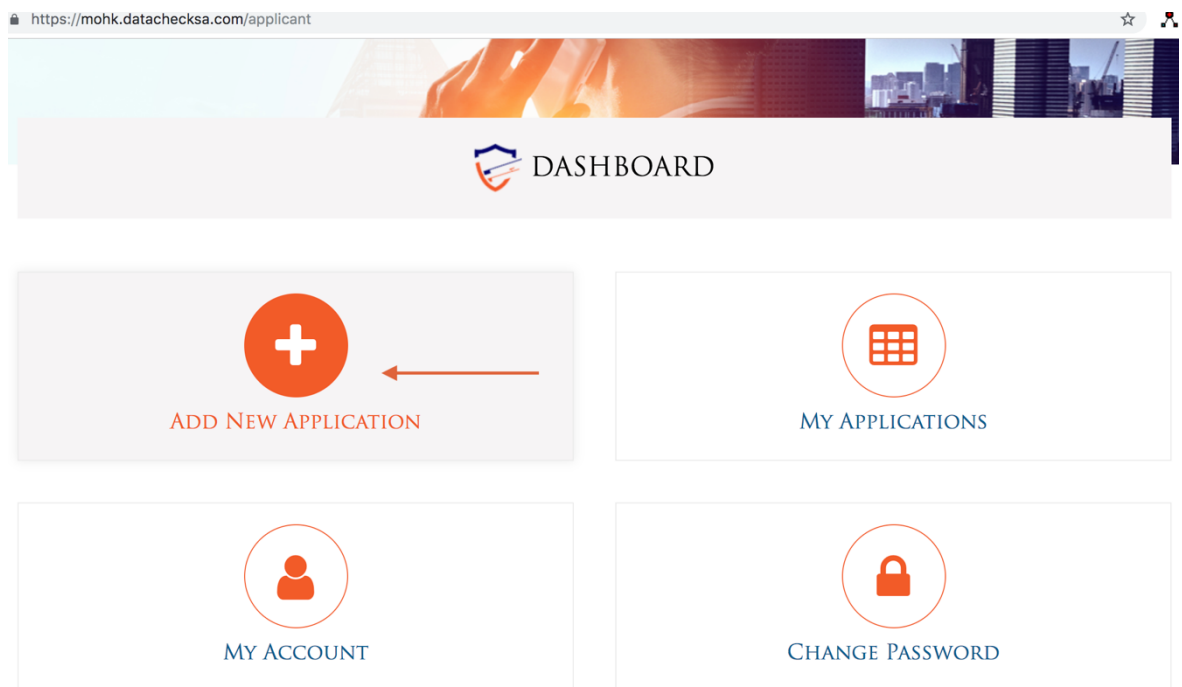 https://mohk.datachecksa.com/applicant
DASHBOARD
ADD NEW APPLICATION
MY APPLICATIONS
MY ACCOUNT
CHANGE PASSWORD